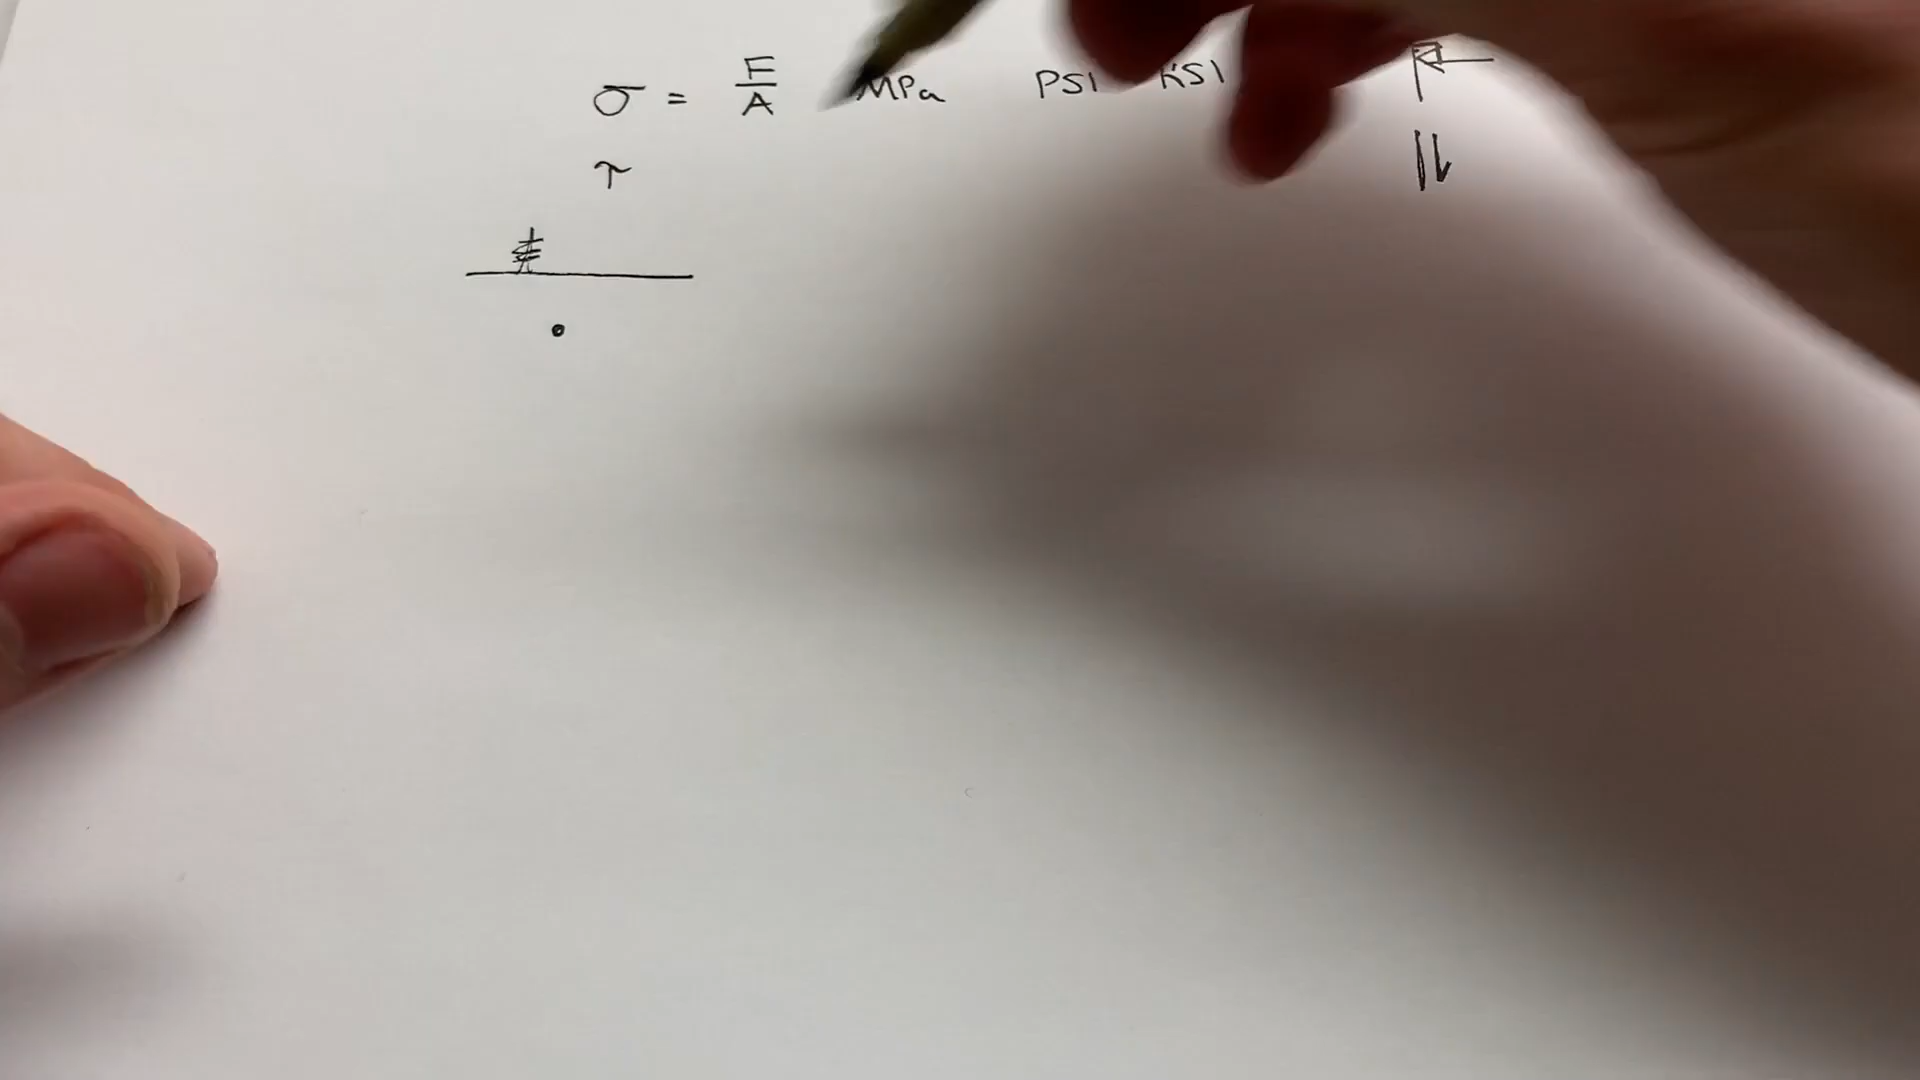 σ = F/A MPa PSI KSI
τ